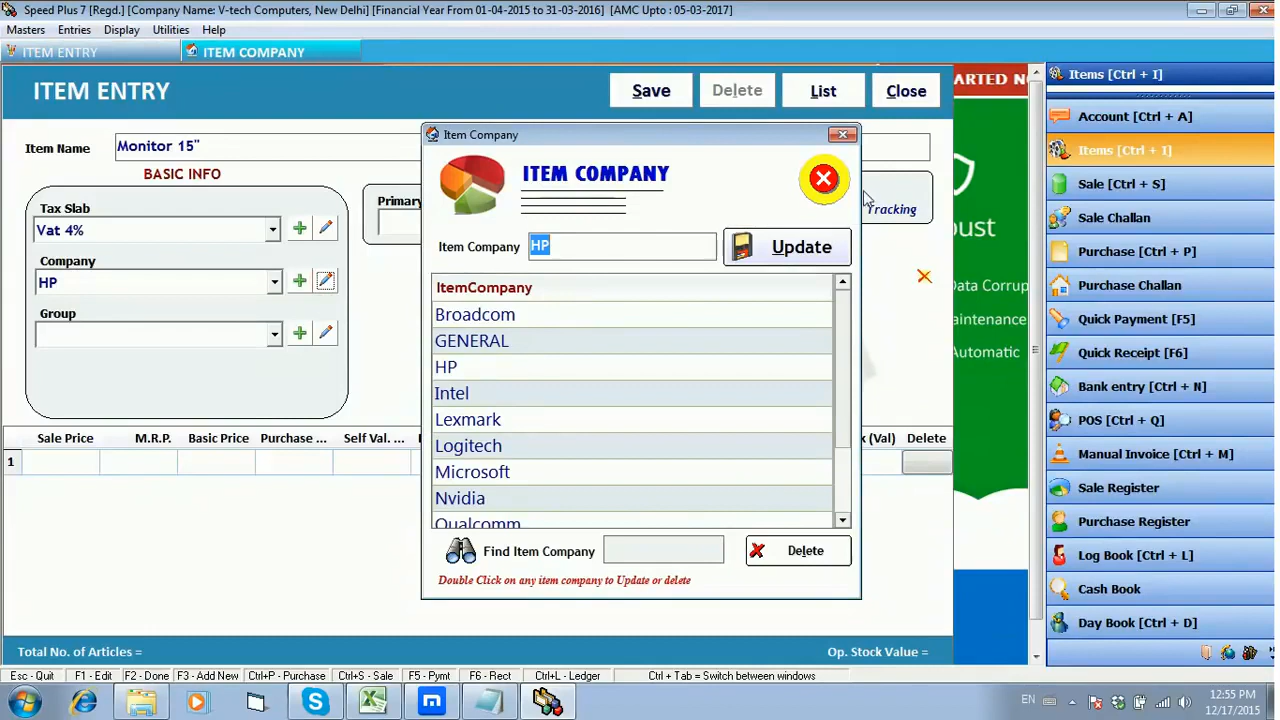 Speed Plus 7 [Regd.] [Company Name: V-tech Computers, New Delhi] [Financial Year From 01-04-2015 to 31-03-2016] [AMC Upto : 05-03-2017]
Masters Entries Display Utilities Help
ITEM ENTRY ITEM COMPANY
ITEM ENTRY
Save Delete List Close
Item Name Monitor 15"
BASIC INFO
Tax Slab
Vat 4%
Company
HP
Group
Primary
Tracking
Item Company
ITEM COMPANY
Item Company HP Update
ItemCompany
Broadcom
GENERAL
HP
Intel
Lexmark
Logitech
Microsoft
Nvidia
Qualcomm
Find Item Company Delete
Double Click on any item company to Update or delete
Sale Price M.R.P. Basic Price Purchase ... Self Val. ... (Val) Delete
1
Total No. of Articles = Op. Stock Value =
ARTED
oust
Data Corrup
aintenance
Automatic
Items [Ctrl + I]
Account [Ctrl + A]
Items [Ctrl + I]
Sale [Ctrl + S]
Sale Challan
Purchase [Ctrl + P]
Purchase Challan
Quick Payment [F5]
Quick Receipt [F6]
Bank entry [Ctrl + N]
POS [Ctrl + Q]
Manual Invoice [Ctrl + M]
Sale Register
Purchase Register
Log Book [Ctrl + L]
Cash Book
Day Book [Ctrl + D]
Esc - Quit F1 - Edit F2 - Done F3 - Add New Ctrl+P - Purchase Ctrl+S - Sale F5 - Pymt F6 - Rect Ctrl+L - Ledger Ctrl + Tab = Switch between windows
EN 12:55 PM
12/17/2015